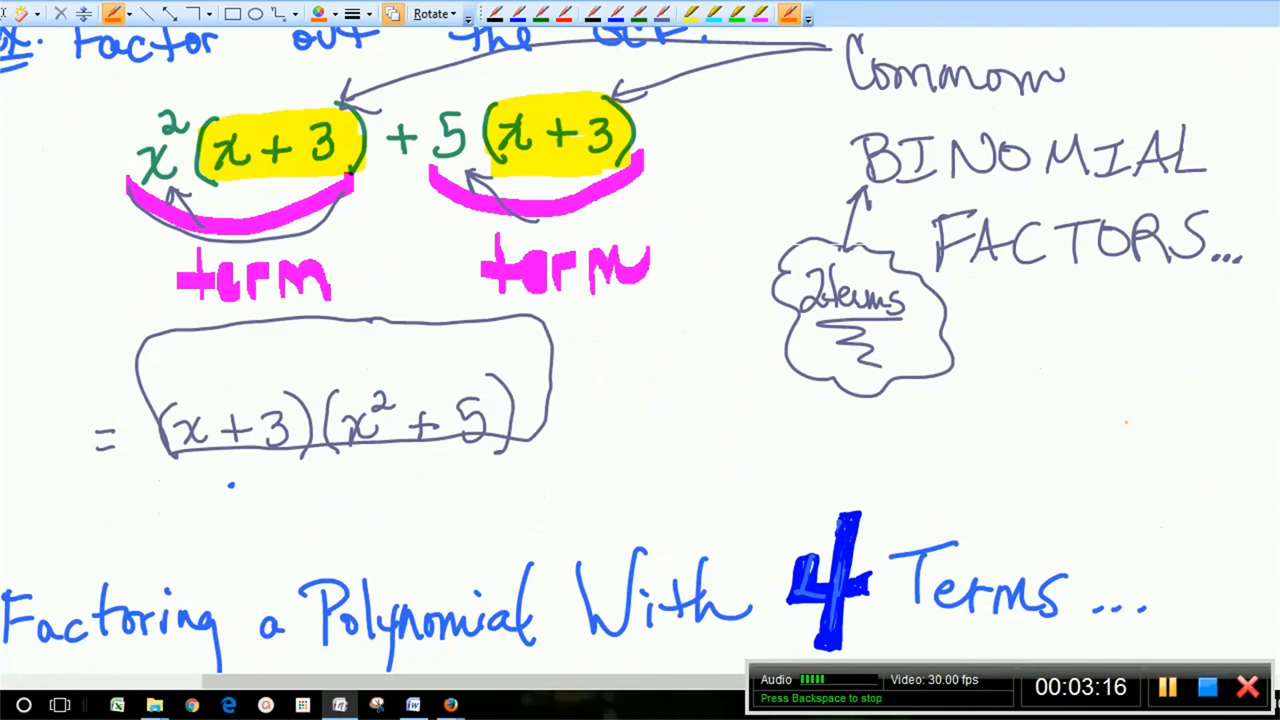 Rotate
Ex. Factor out the GCF.
Common
x² (x + 3) + 5 (x + 3)
BINOMIAL
FACTORS...
term term
2 terms
= (x + 3)(x² + 5)
Factoring a Polynomial With 4 Terms ...
Audio Video: 30.00 fps
Press Backspace to stop
00:03:16